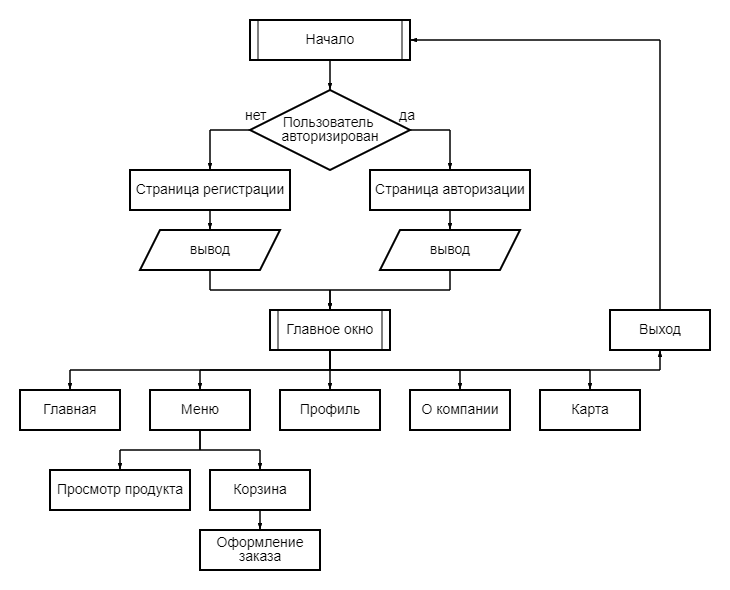 Начало
нет
да
Пользователь
авторизирован
Страница регистрации
Страница авторизации
вывод
вывод
Главное окно
Выход
Главная
Меню
Профиль
О компании
Карта
Просмотр продукта
Корзина
Оформление
заказа